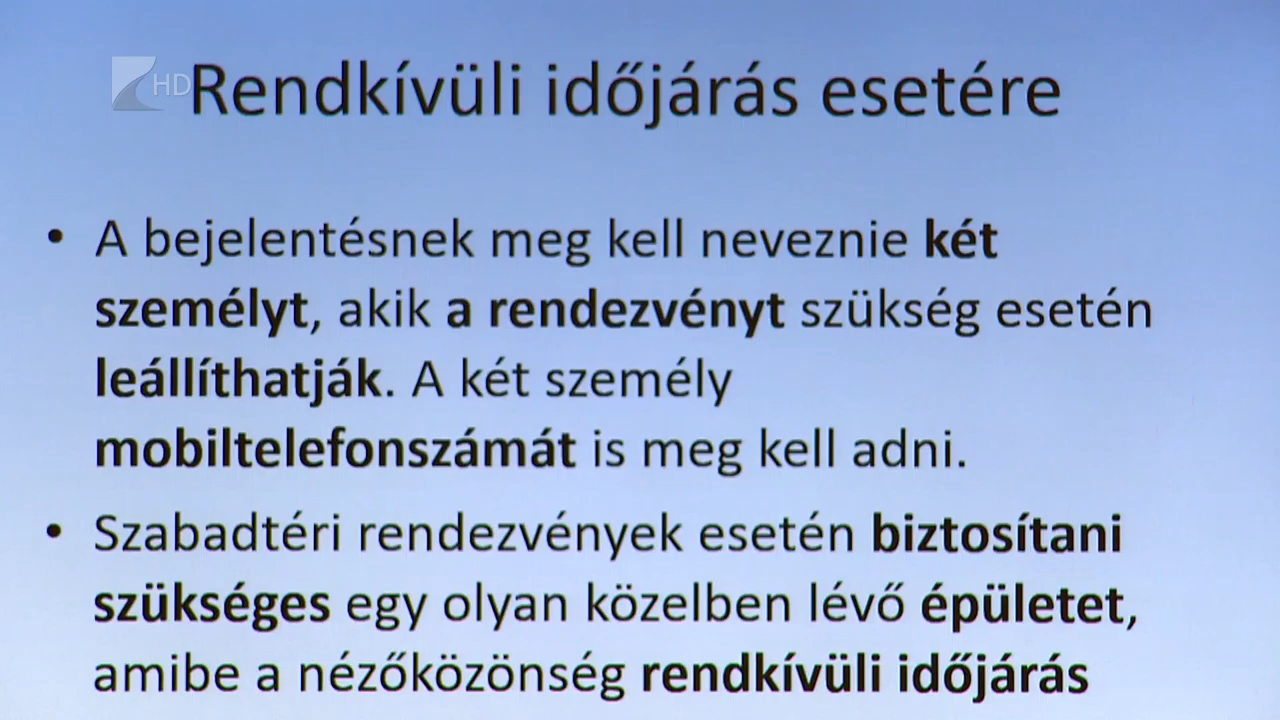 HD
Rendkívüli időjárás esetére
• A bejelentésnek meg kell neveznie két
személyt, akik a rendezvényt szükség esetén
leállíthatják. A két személy
mobiltelefonszámát is meg kell adni.
• Szabadtéri rendezvények esetén biztosítani
szükséges egy olyan közelben lévő épületet,
amibe a nézőközönség rendkívüli időjárás